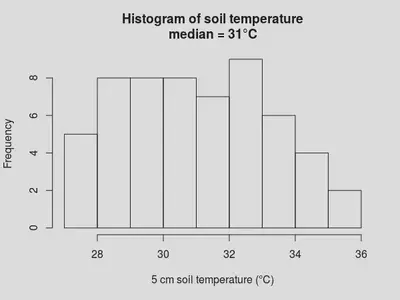 Histogram of soil temperature
median = 31°C
Frequency
8
6
4
2
0
28 30 32 34 36
5 cm soil temperature (°C)